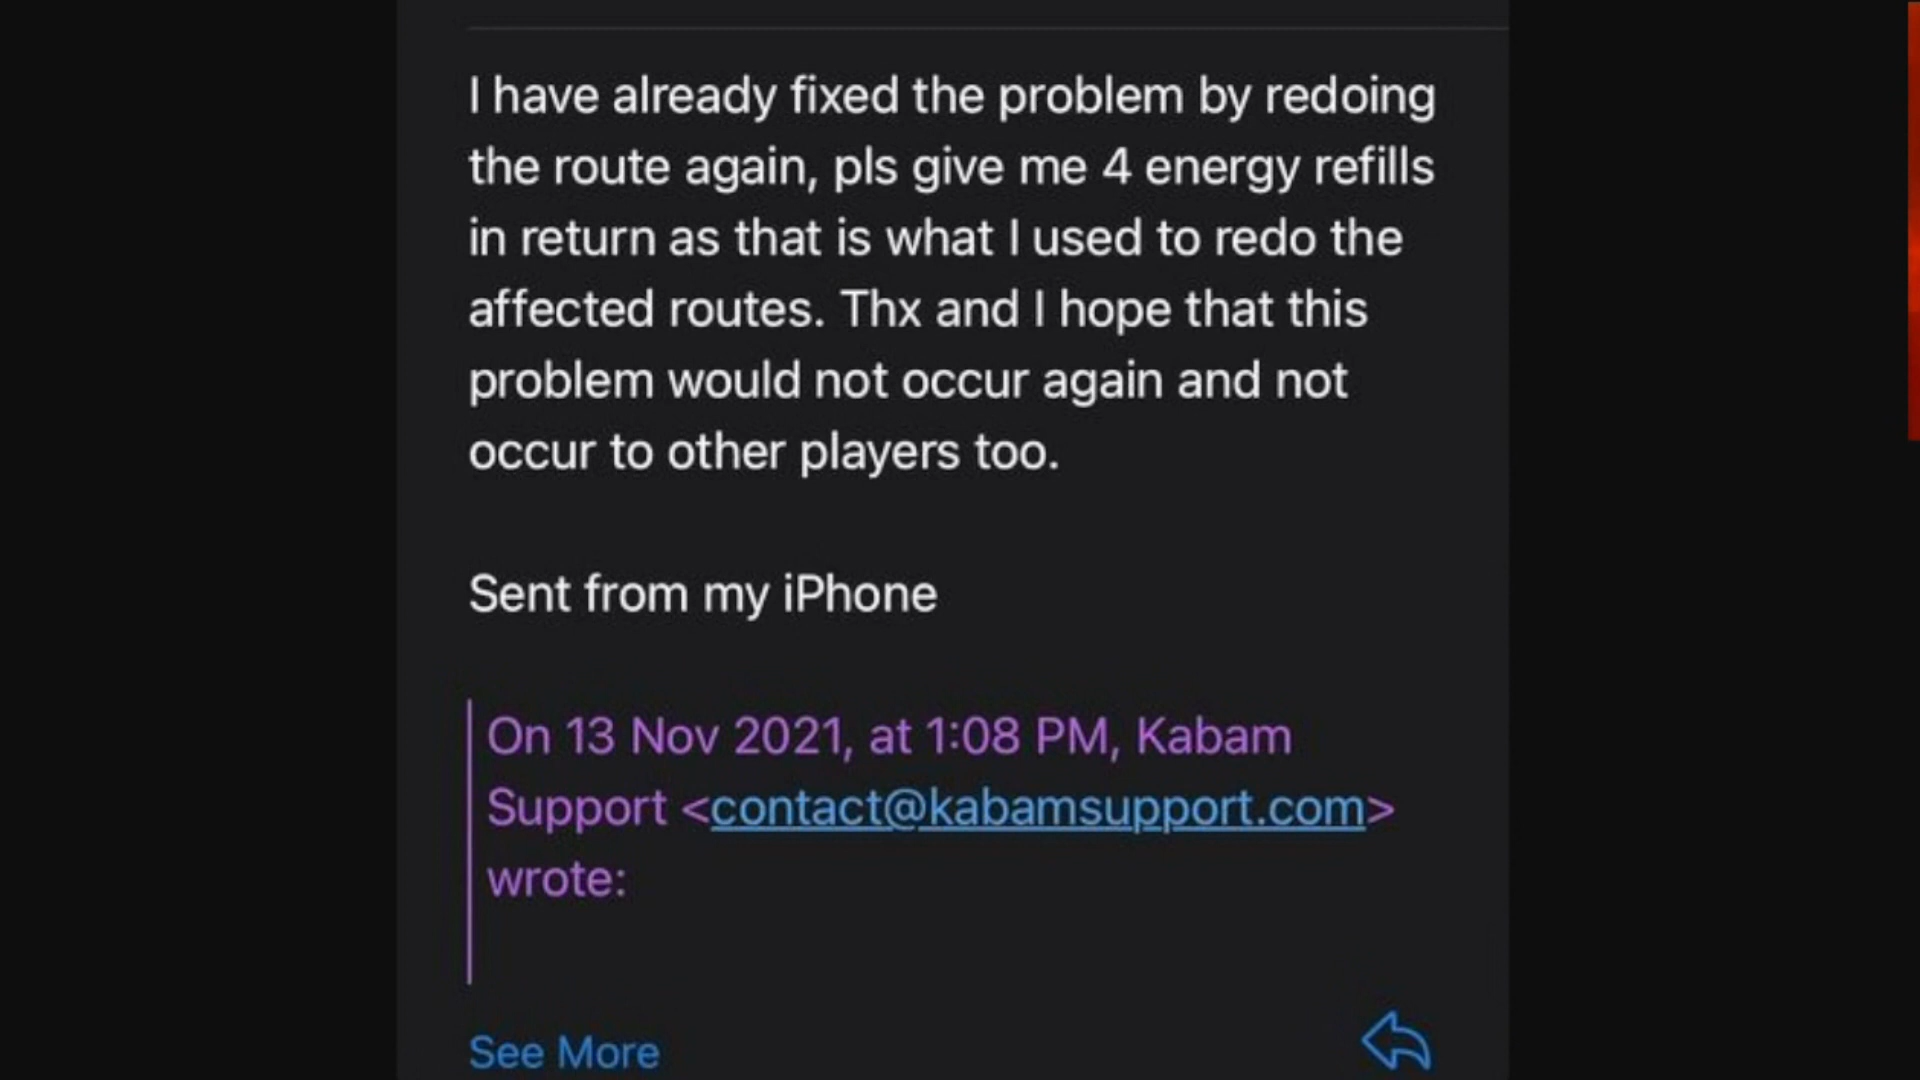 I have already fixed the problem by redoing
the route again, pls give me 4 energy refills
in return as that is what I used to redo the
affected routes. Thx and I hope that this
problem would not occur again and not
occur to other players too.
Sent from my iPhone
On 13 Nov 2021, at 1:08 PM, Kabam
Support <contact@kabamsupport.com>
wrote:
See More